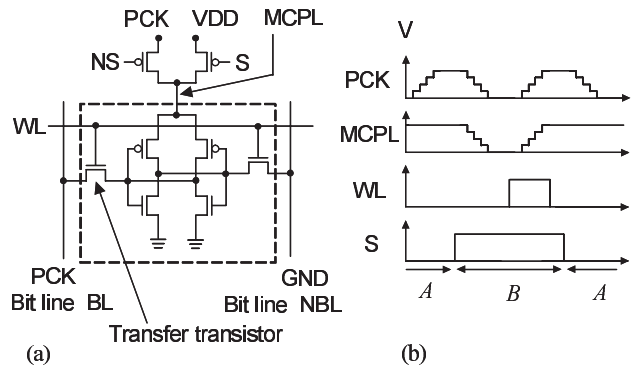 PCK VDD MCPL
NS S
WL
PCK GND
Bit line BL Bit line NBL
Transfer transistor
(a)
V
PCK
MCPL
WL
S
A B A
(b)